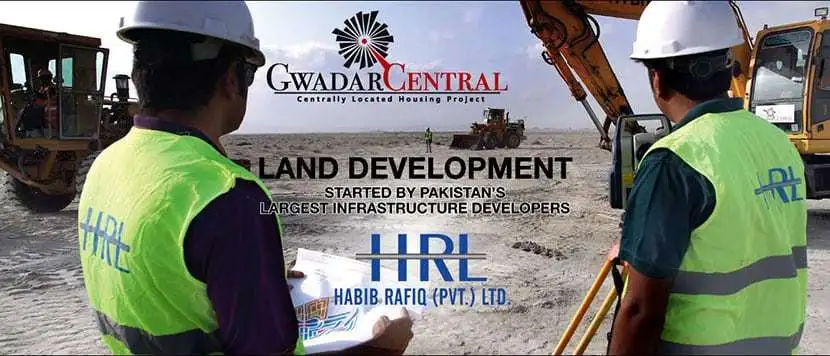 GWADARCENTRAL
Centrally Located Housing Project
LAND DEVELOPMENT
STARTED BY PAKISTAN'S
LARGEST INFRASTRUCTURE DEVELOPERS
HRL
HABIB RAFIQ (PVT.) LTD.
HRL
HRL